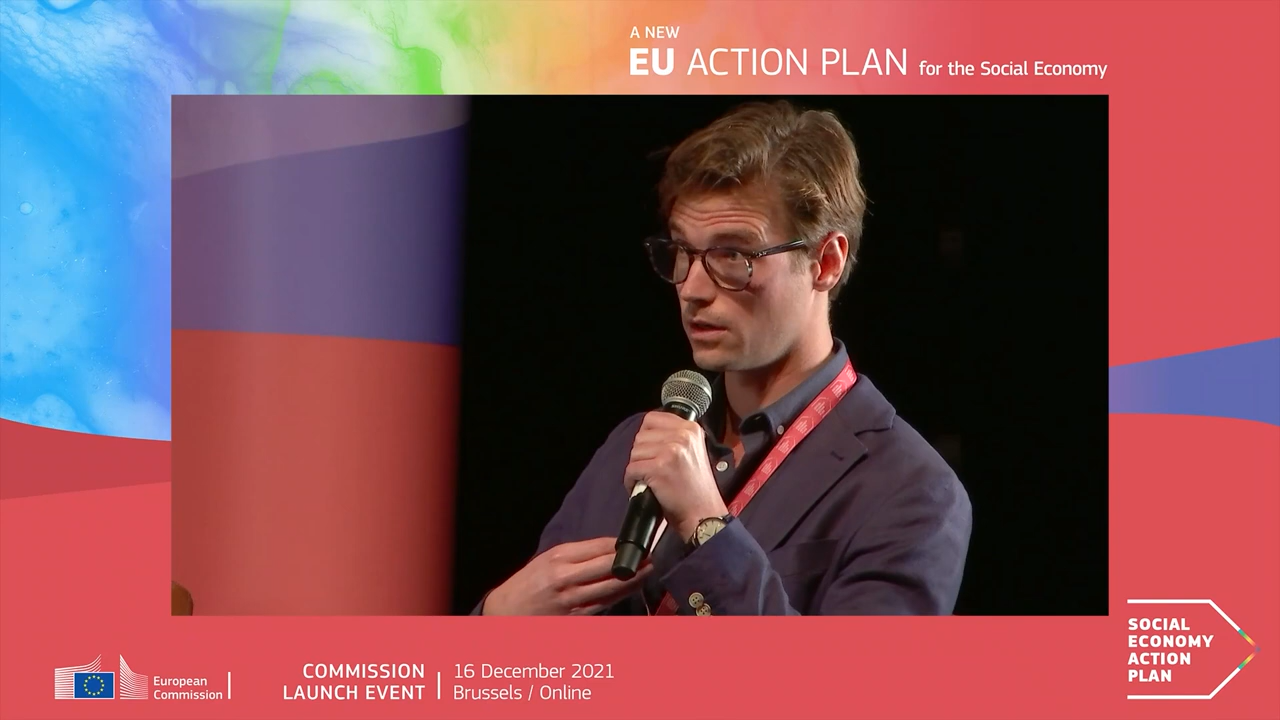 A NEW
EU ACTION PLAN for the Social Economy
European
Commission
COMMISSION
LAUNCH EVENT
16 December 2021
Brussels / Online
SOCIAL
ECONOMY
ACTION
PLAN